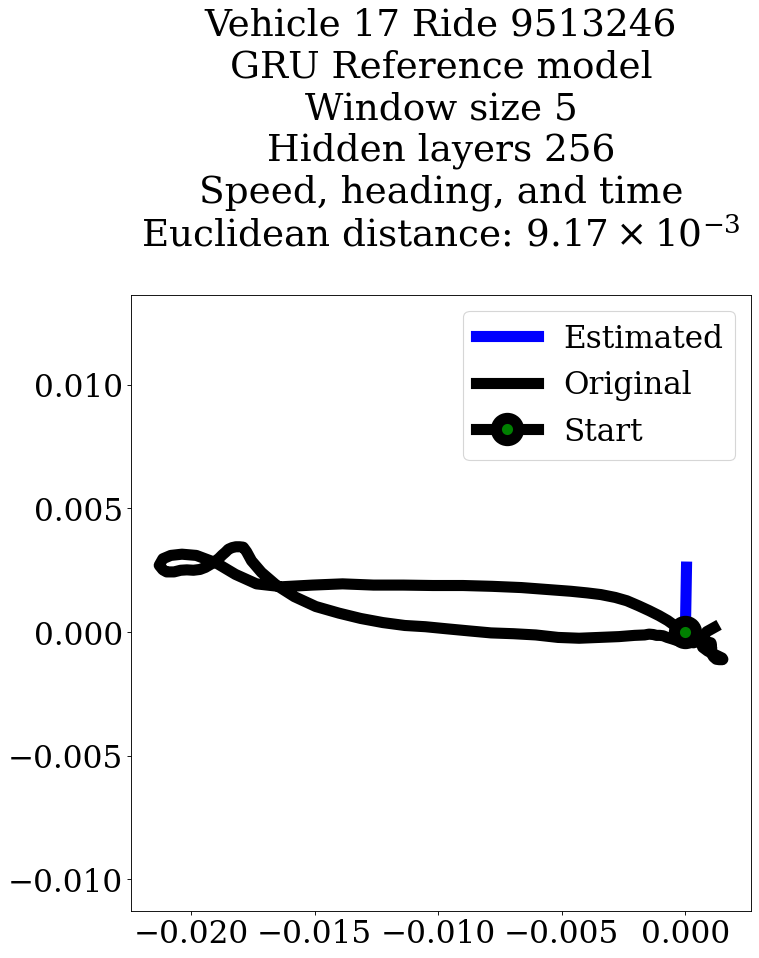 Vehicle 17 Ride 9513246
GRU Reference model
Window size 5
Hidden layers 256
Speed, heading, and time
Euclidean distance: 9.17 × 10⁻³
Estimated
Original
Start
0.010
0.005
0.000
−0.005
−0.010
−0.020 −0.015 −0.010 −0.005 0.000